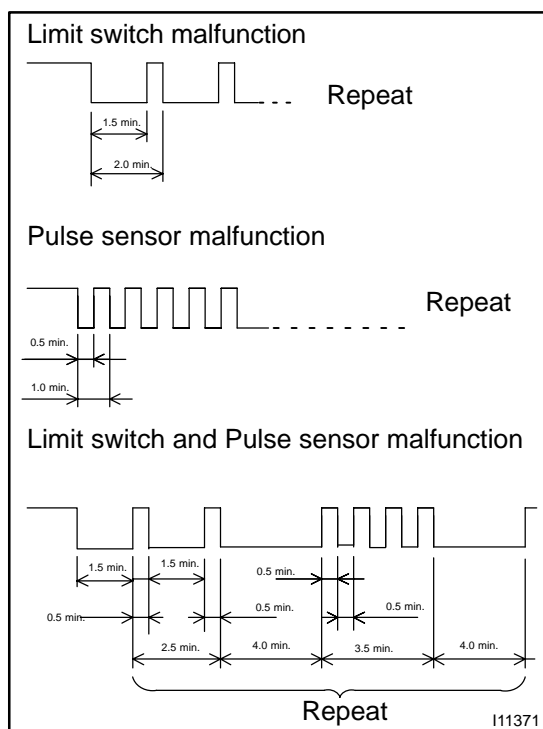 Limit switch malfunction
Repeat
1.5 min.
2.0 min.
Pulse sensor malfunction
Repeat
0.5 min.
1.0 min.
Limit switch and Pulse sensor malfunction
1.5 min. 1.5 min. 0.5 min.
0.5 min. 0.5 min. 0.5 min.
2.5 min. 4.0 min. 3.5 min. 4.0 min.
Repeat
I11371